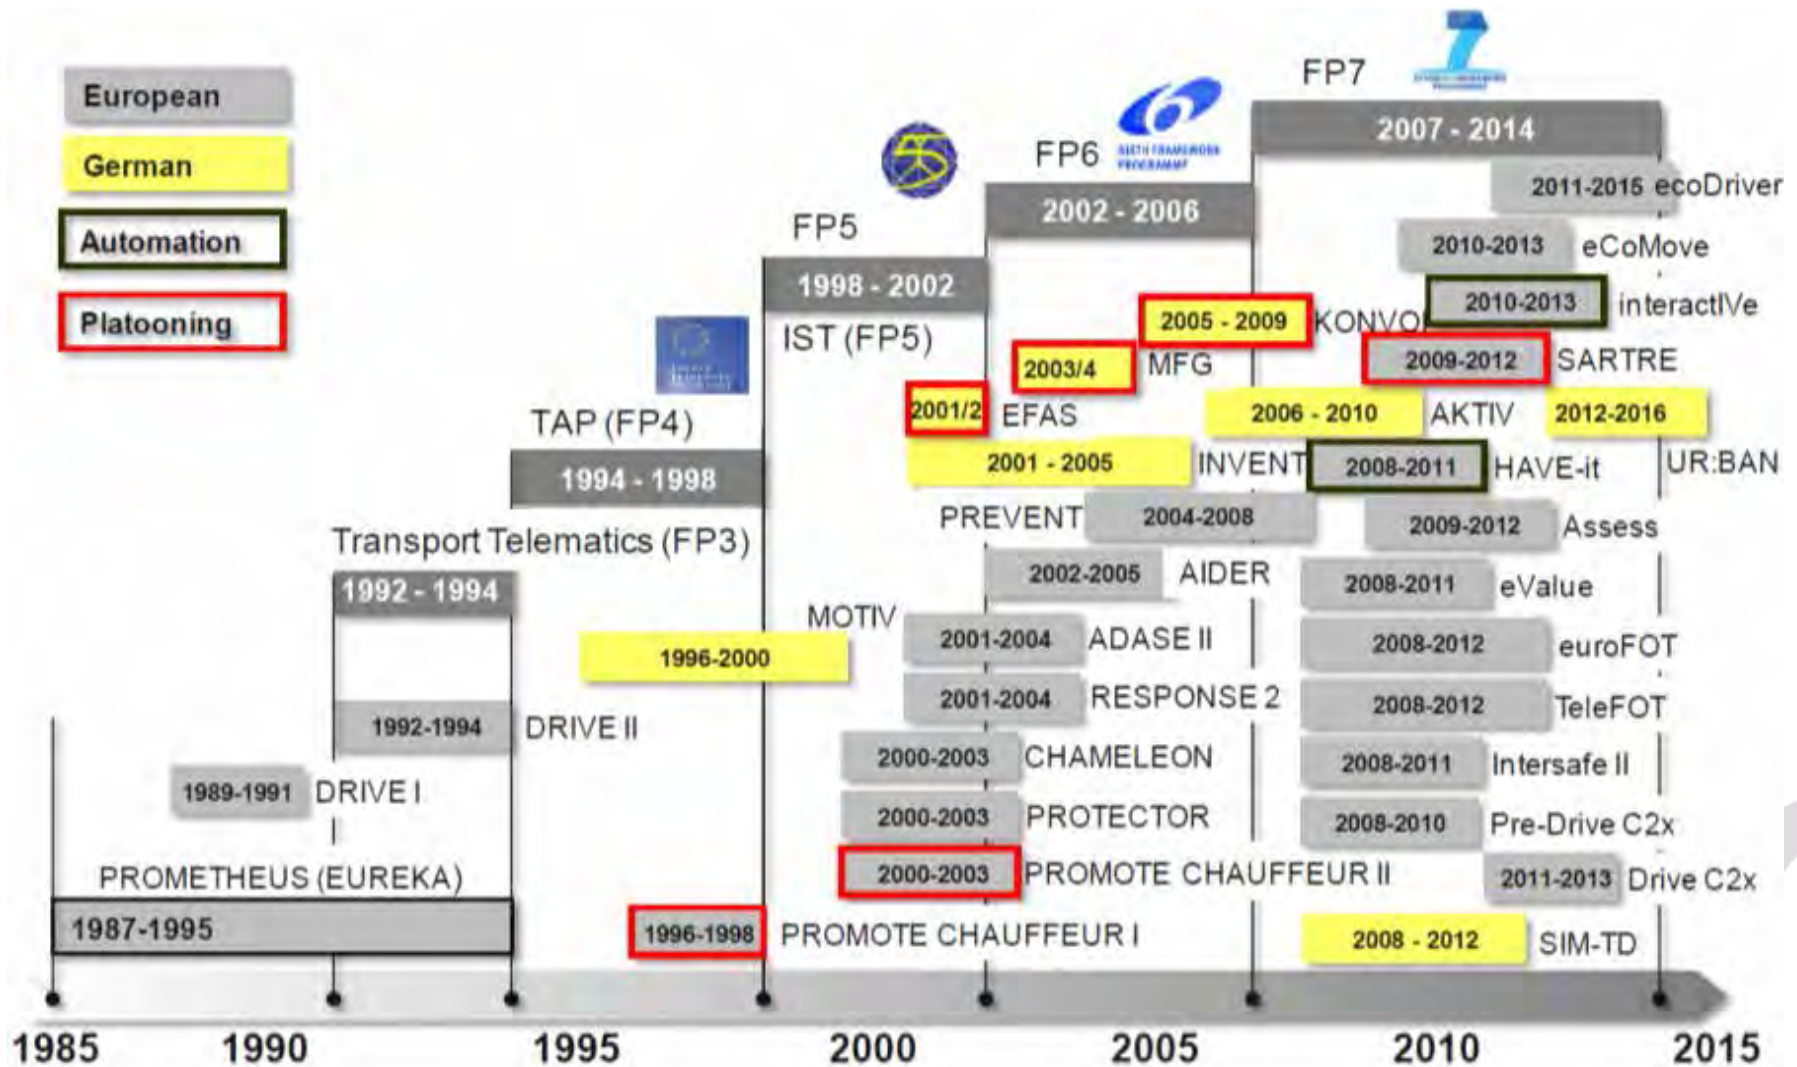 European
German
Automation
Platooning
FP7
2007 - 2014
FP6
SIXTH FRAMEWORK
PROGRAMME
2002 - 2006
2011-2015 ecoDriver
FP5
2010-2013 eCoMove
1998 - 2002
2010-2013 interactIVe
IST (FP5)
2005 - 2009 KONVOI
2009-2012 SARTRE
2003/4 MFG
2001/2 EFAS
2006 - 2010 AKTIV
2012-2016
UR:BAN
TAP (FP4)
1994 - 1998
2001 - 2005 INVENT
2008-2011 HAVE-it
PREVENT 2004-2008
2009-2012 Assess
Transport Telematics (FP3)
1992 - 1994
2002-2005 AIDER
2008-2011 eValue
MOTIV
1996-2000
2001-2004 ADASE II
2008-2012 euroFOT
2001-2004 RESPONSE 2
2008-2012 TeleFOT
1992-1994 DRIVE II
2000-2003 CHAMELEON
2008-2011 Intersafe II
1989-1991 DRIVE I
2000-2003 PROTECTOR
2008-2010 Pre-Drive C2x
PROMETHEUS (EUREKA)
1987-1995
2000-2003 PROMOTE CHAUFFEUR II
2011-2013 Drive C2x
1996-1998 PROMOTE CHAUFFEUR I
2008 - 2012 SIM-TD
1985 1990 1995 2000 2005 2010 2015